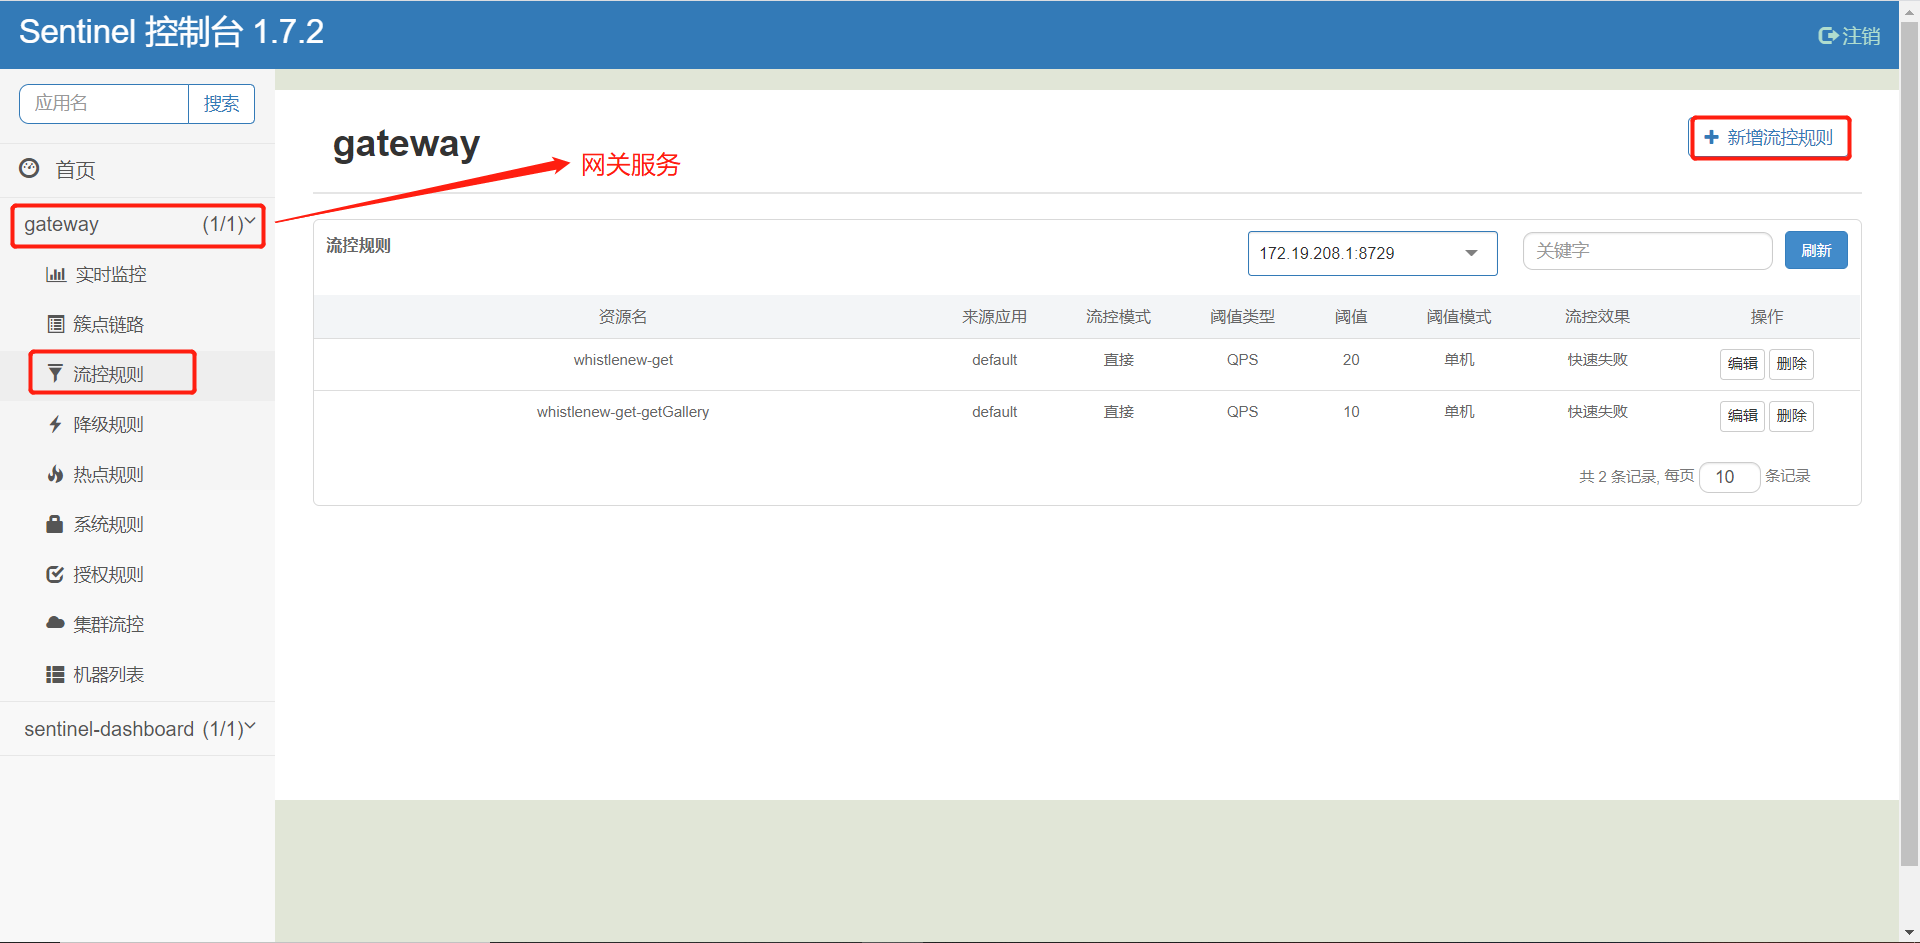 Sentinel 控制台 1.7.2
注销
应用名 搜索
首页
gateway (1/1)
实时监控
簇点链路
流控规则
降级规则
热点规则
系统规则
授权规则
集群流控
机器列表
sentinel-dashboard (1/1)
gateway
网关服务
新增流控规则
流控规则 172.19.208.1:8729 关键字 刷新
资源名 来源应用 流控模式 阈值类型 阈值 阈值模式 流控效果 操作
whistlenew-get default 直接 QPS 20 单机 快速失败 编辑 删除
whistlenew-get-getGallery default 直接 QPS 10 单机 快速失败 编辑 删除
共 2 条记录, 每页 10 条记录